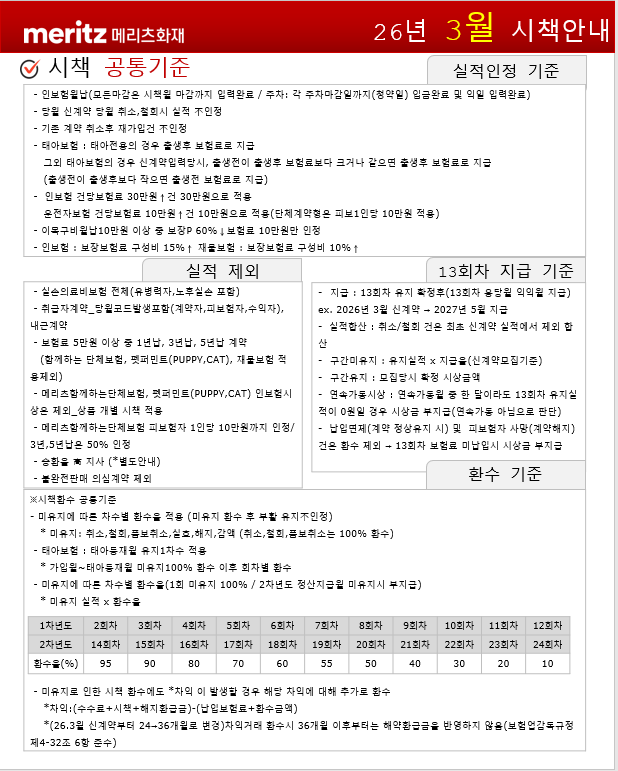 meritz 메리츠화재
26년 3월 시책안내
시책 공통기준
실적인정 기준
- 인보험월납(모든마감은 시책월 마감까지 입력완료 / 주차: 각 주차마감일까지(청약일) 입금완료 및 익일 입력완료)
- 당월 신계약 당월 취소,철회시 실적 不인정
- 기존 계약 취소후 재가입건 不인정
- 태아보험 : 태아전용의 경우 출생후 보험료로 지급
그외 태아보험의 경우 신계약입력당시, 출생전이 출생후 보험료보다 크거나 같으면 출생후 보험료로 지급
(출생전이 출생후보다 작으면 출생전 보험료로 지급)
- 인보험 건당보험료 30만원↑건 30만원으로 적용
운전자보험 건당보험료 10만원↑건 10만원으로 적용(단체계약형은 피보1인당 10만원 적용)
- 이목구비월납10만원 이상 중 보장P 60%↓보험료 10만원만 인정
- 인보험 : 보장보험료 구성비 15%↑ 재물보험 : 보장보험료 구성비 10%↑
실적 제외
- 실손의료비보험 전체(유병력자,노후실손 포함)
- 취급자계약_당월코드발생포함(계약자,피보험자,수익자),
내근계약
- 보험료 5만원 이상 중 1년납, 3년납, 5년납 계약
(함께하는 단체보험, 펫퍼민트(PUPPY,CAT), 재물보험 적
용제외)
- 메리츠함께하는단체보험, 펫퍼민트(PUPPY,CAT) 인보험시
상은 제외_상품 개별 시책 적용
- 메리츠함께하는단체보험 피보험자 1인당 10만원까지 인정/
3년,5년납은 50% 인정
- 승환율 高 지사 (*별도안내)
- 불완전판매 의심계약 제외
13회차 지급 기준
- 지급 : 13회차 유지 확정후(13회차 응당월 익익월 지급)
ex. 2026년 3월 신계약 → 2027년 5월 지급
- 실적합산 : 취소/철회 건은 최초 신계약 실적에서 제외 합
산
- 구간미유지 : 유지실적 x 지급율(신계약모집기준)
- 구간유지 : 모집당시 확정 시상금액
- 연속가동시상 : 연속가동월 중 한 달이라도 13회차 유지실
적이 0원일 경우 시상금 부지급(연속가동 아님으로 판단)
- 납입면제(계약 정상유지 시) 및 피보험자 사망(계약해지)
건은 환수 제외 → 13회차 보험료 미납입시 시상금 부지급
환수 기준
※시책환수 공통기준
- 미유지에 따른 차수별 환수율 적용 (미유지 환수 후 부활 유지不인정)
* 미유지: 취소,철회,품보취소,실효,해지,감액 (취소,철회,품보취소는 100% 환수)
- 태아보험 : 태아등재월 유지1차수 적용
* 가입월~태아등재월 미유지100% 환수 이후 회차별 환수
- 미유지에 따른 차수별 환수율(1회 미유지 100% / 2차년도 정산지급월 미유지시 부지급)
* 미유지 실적 x 환수율
1차년도 2회차 3회차 4회차 5회차 6회차 7회차 8회차 9회차 10회차 11회차 12회차
2차년도 14회차 15회차 16회차 17회차 18회차 19회차 20회차 21회차 22회차 23회차 24회차
환수율(%) 95 90 80 70 60 55 50 40 30 20 10
- 미유지로 인한 시책 환수에도 *차익 이 발생할 경우 해당 차익에 대해 추가로 환수
*차익:(수수료+시책+해지환급금)-(납입보험료+환수금액)
*(26.3월 신계약부터 24→36개월로 변경)차익거래 환수시 36개월 이후부터는 해약환급금을 반영하지 않음(보험업감독규정
제4-32조 6항 준수)